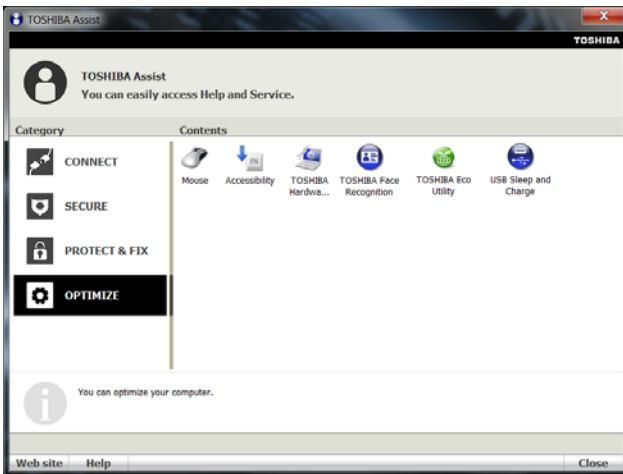 TOSHIBA Assist
TOSHIBA
TOSHIBA Assist
You can easily access Help and Service.
Category
Contents
CONNECT
SECURE
PROTECT & FIX
OPTIMIZE
Mouse
Accessibility
TOSHIBA
Hardwa...
TOSHIBA Face
Recognition
TOSHIBA Eco
Utility
USB Sleep and
Charge
You can optimize your computer.
Web site
Help
Close